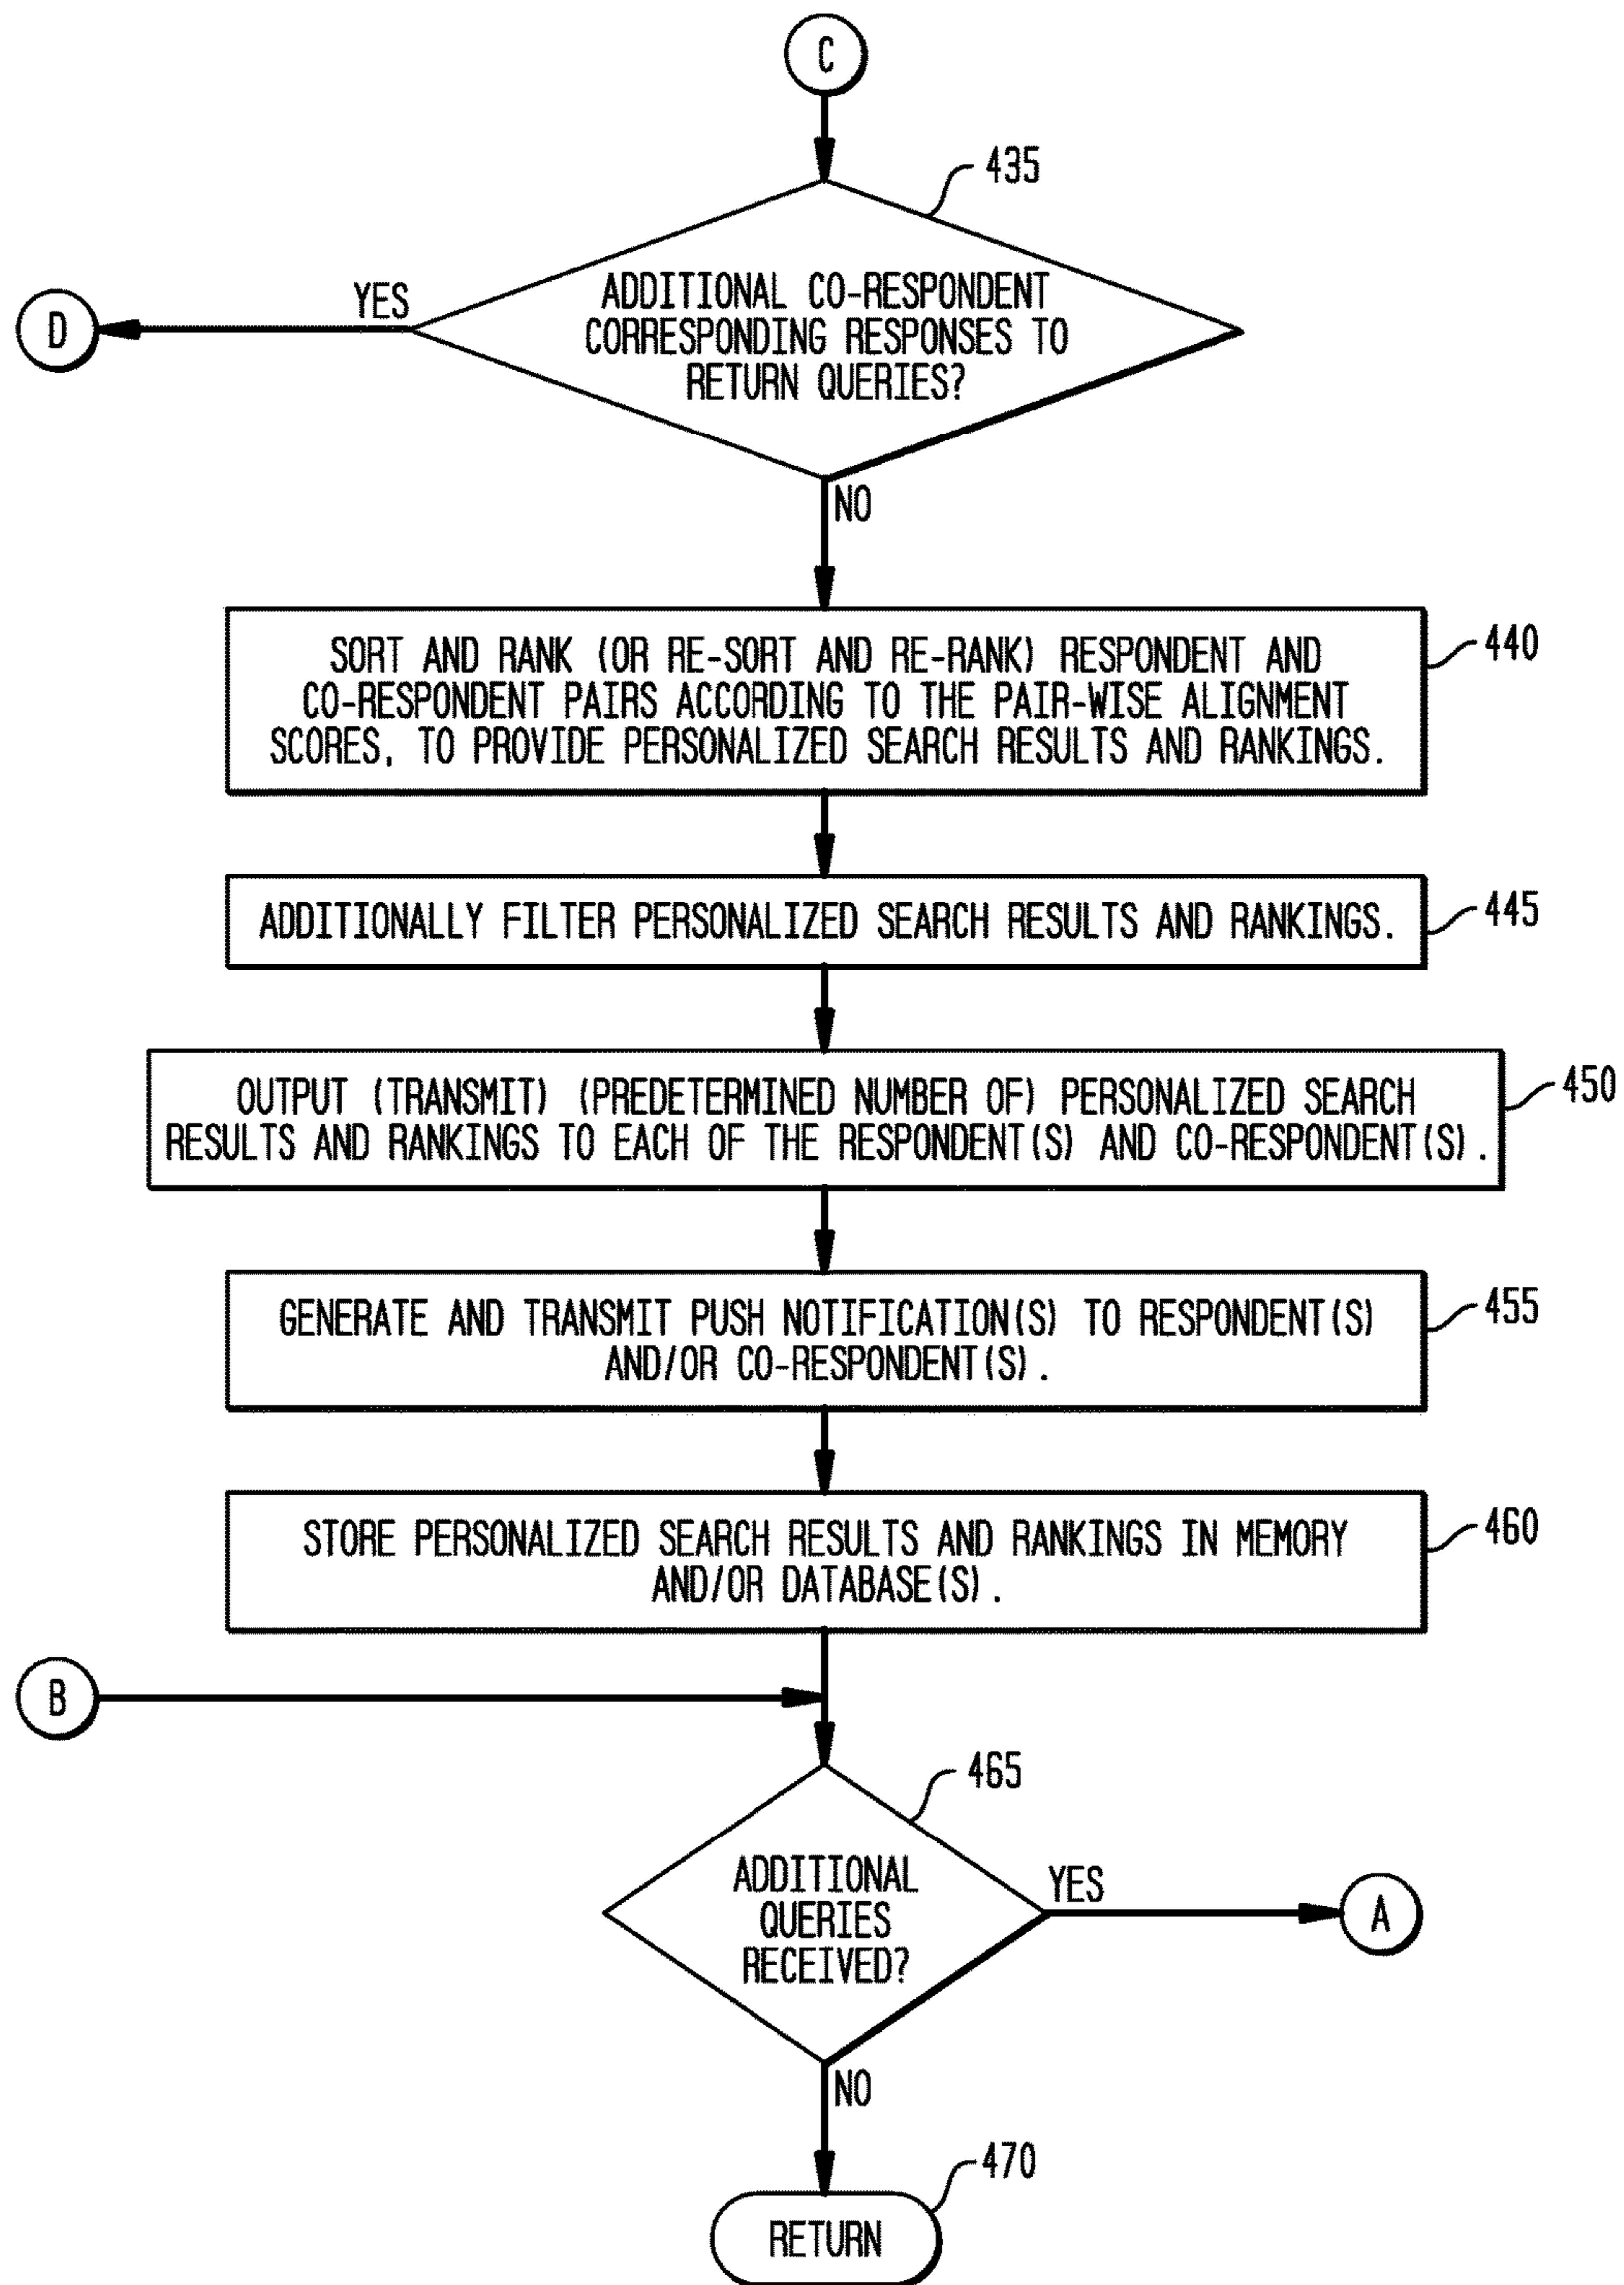 C
435
ADDITIONAL CO-RESPONDENT
CORRESPONDING RESPONSES TO
RETURN QUERIES?
YES
D
NO
440
SORT AND RANK (OR RE-SORT AND RE-RANK) RESPONDENT AND
CO-RESPONDENT PAIRS ACCORDING TO THE PAIR-WISE ALIGNMENT
SCORES, TO PROVIDE PERSONALIZED SEARCH RESULTS AND RANKINGS.
445
ADDITIONALLY FILTER PERSONALIZED SEARCH RESULTS AND RANKINGS.
450
OUTPUT (TRANSMIT) (PREDETERMINED NUMBER OF) PERSONALIZED SEARCH
RESULTS AND RANKINGS TO EACH OF THE RESPONDENT(S) AND CO-RESPONDENT(S).
455
GENERATE AND TRANSMIT PUSH NOTIFICATION(S) TO RESPONDENT(S)
AND/OR CO-RESPONDENT(S).
460
STORE PERSONALIZED SEARCH RESULTS AND RANKINGS IN MEMORY
AND/OR DATABASE(S).
B
465
ADDITIONAL
QUERIES
RECEIVED?
YES
A
NO
470
RETURN